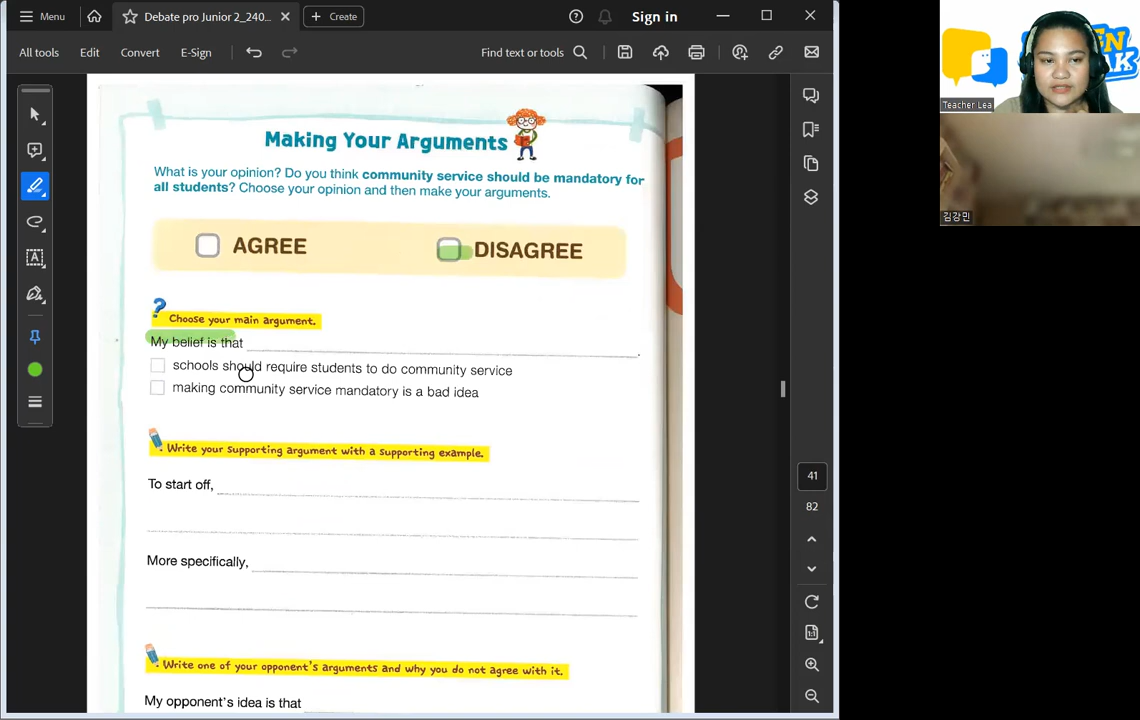 Menu
Debate pro Junior 2_240...
Create
Sign in
All tools
Edit
Convert
E-Sign
Find text or tools
Making Your Arguments
What is your opinion? Do you think community service should be mandatory for
all students? Choose your opinion and then make your arguments.
AGREE
DISAGREE
Choose your main argument.
My belief is that
schools should require students to do community service
making community service mandatory is a bad idea
Write your supporting argument with a supporting example.
To start off,
More specifically,
Write one of your opponent's arguments and why you do not agree with it.
My opponent's idea is that
41
82
Teacher Lea
김강민